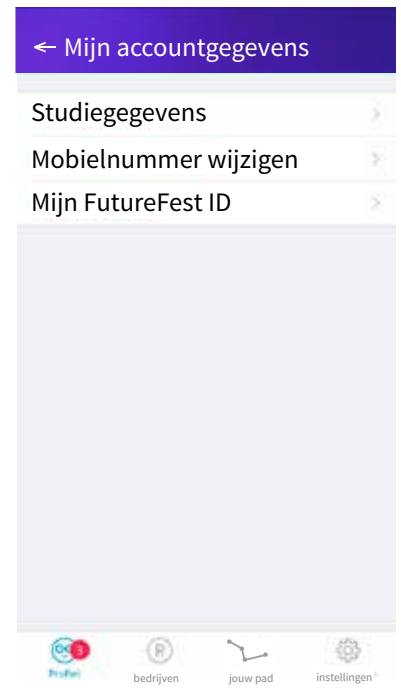 ← Mijn accountgegevens
Studiegegevens
Mobielnummer wijzigen
Mijn FutureFest ID
3
R
Profiel bedrijven jouw pad instellingen